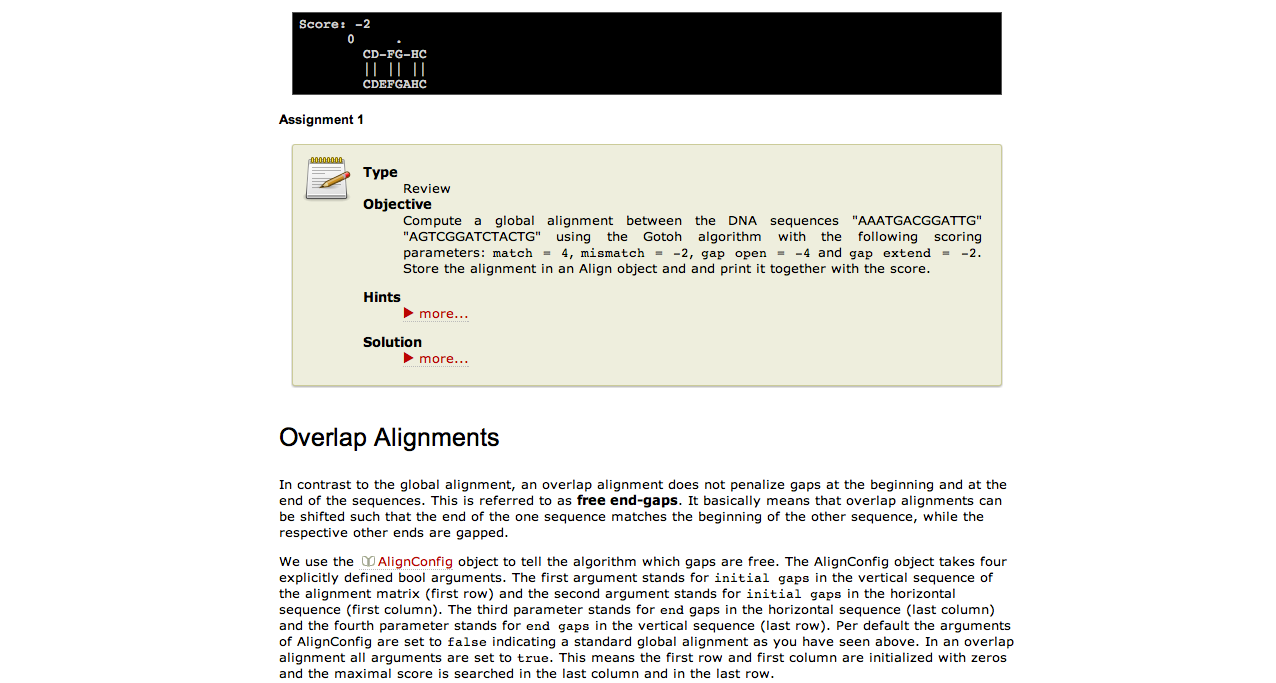 Score: -2
0 .
CD-FG-HC
|| || ||
CDEFGAHC
Assignment 1
Type
Review
Objective
Compute a global alignment between the DNA sequences "AAATGACGGATTG"
"AGTCGGATCTACTG" using the Gotoh algorithm with the following scoring
parameters: match = 4, mismatch = -2, gap open = -4 and gap extend = -2.
Store the alignment in an Align object and and print it together with the score.
Hints
more...
Solution
more...
Overlap Alignments
In contrast to the global alignment, an overlap alignment does not penalize gaps at the beginning and at the
end of the sequences. This is referred to as free end-gaps. It basically means that overlap alignments can
be shifted such that the end of the one sequence matches the beginning of the other sequence, while the
respective other ends are gapped.
We use the AlignConfig object to tell the algorithm which gaps are free. The AlignConfig object takes four
explicitly defined bool arguments. The first argument stands for initial gaps in the vertical sequence of
the alignment matrix (first row) and the second argument stands for initial gaps in the horizontal
sequence (first column). The third parameter stands for end gaps in the horizontal sequence (last column)
and the fourth parameter stands for end gaps in the vertical sequence (last row). Per default the arguments
of AlignConfig are set to false indicating a standard global alignment as you have seen above. In an overlap
alignment all arguments are set to true. This means the first row and first column are initialized with zeros
and the maximal score is searched in the last column and in the last row.